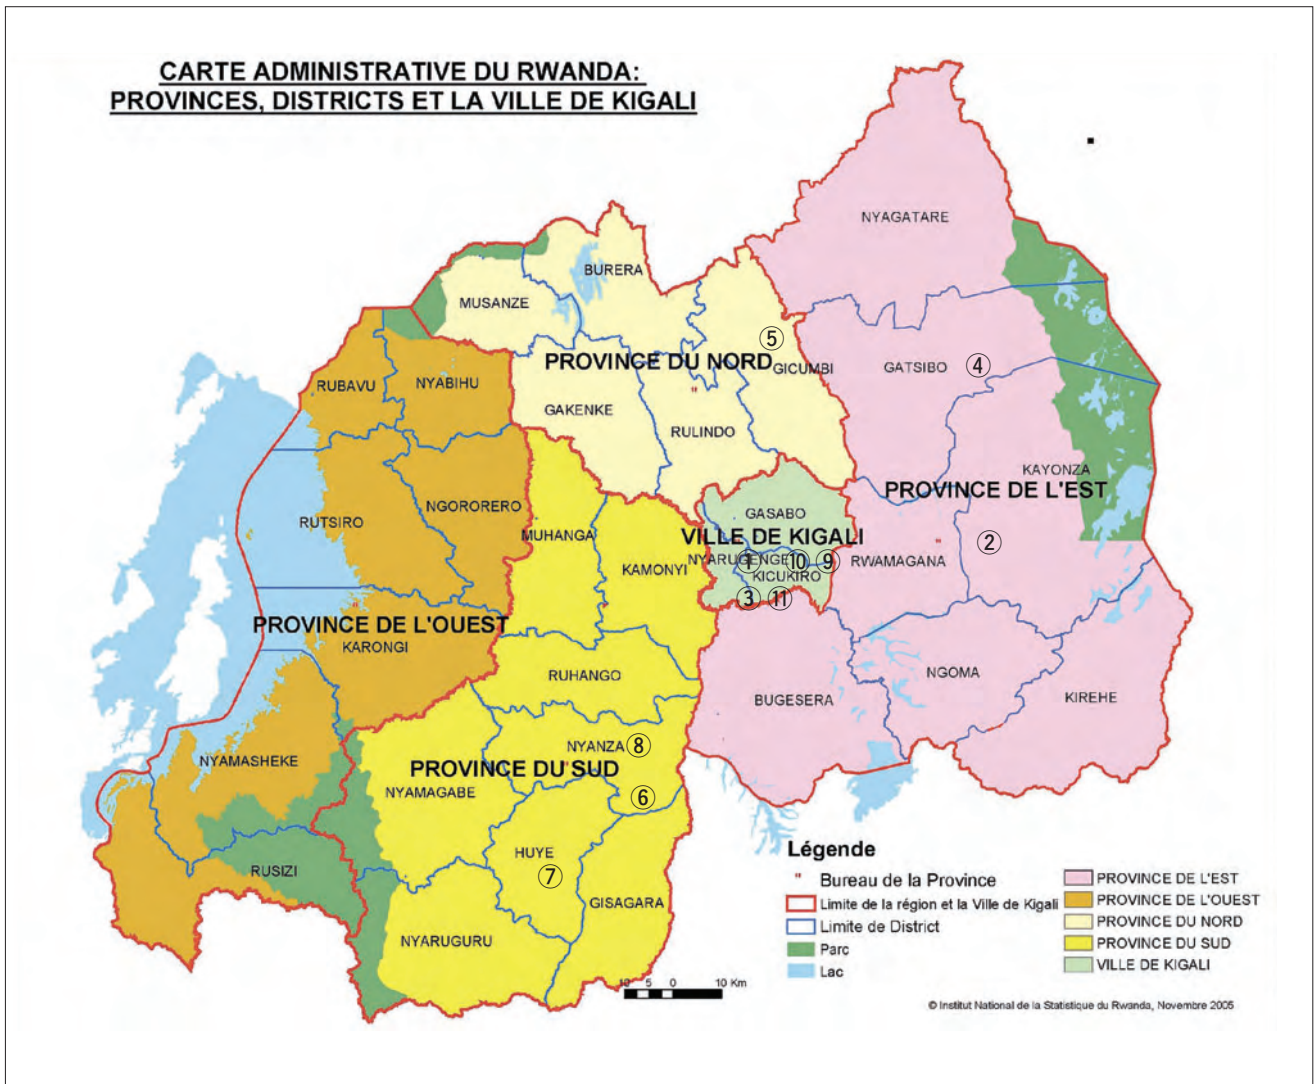 CARTE ADMINISTRATIVE DU RWANDA:
PROVINCES, DISTRICTS ET LA VILLE DE KIGALI
NYAGATARE
BURERA
MUSANZE
⑤
PROVINCE DU NORD
GICUMBI
GATSIBO
④
RUBAVU
NYABIHU
GAKENKE
RULINDO
KAYONZA
PROVINCE DE L'EST
NGORORERO
RUTSIRO
MUHANGA
KAMONYI
GASABO
VILLE DE KIGALI
NYARUGENGE
①
⑩
⑨
KICUKIRO
③
⑪
RWAMAGANA
②
PROVINCE DE L'OUEST
KARONGI
RUHANGO
NGOMA
BUGESERA
KIREHE
NYAMASHEKE
NYANZA
⑧
PROVINCE DU SUD
NYAMAGABE
⑥
HUYE
⑦
RUSIZI
GISAGARA
NYARUGURU
Légende
" Bureau de la Province
Limite de la région et la Ville de Kigali
Limite de District
Parc
Lac
PROVINCE DE L'EST
PROVINCE DE L'OUEST
PROVINCE DU NORD
PROVINCE DU SUD
VILLE DE KIGALI
10 5 0 10 Km
© Institut National de la Statistique du Rwanda, Novembre 2005